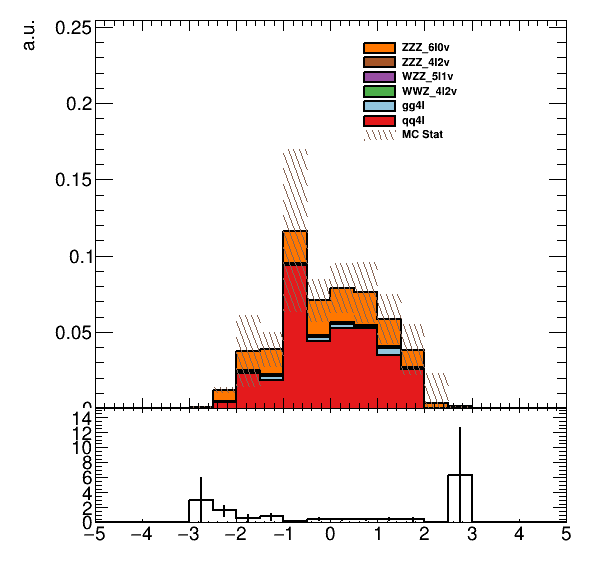 a.u.
0.25
0.2
0.15
0.1
0.05
0
ZZZ_6l0v
ZZZ_4l2v
WZZ_5l1v
WWZ_4l2v
gg4l
qq4l
MC Stat
14
12
10
8
6
4
2
0
−5 −4 −3 −2 −1 0 1 2 3 4 5